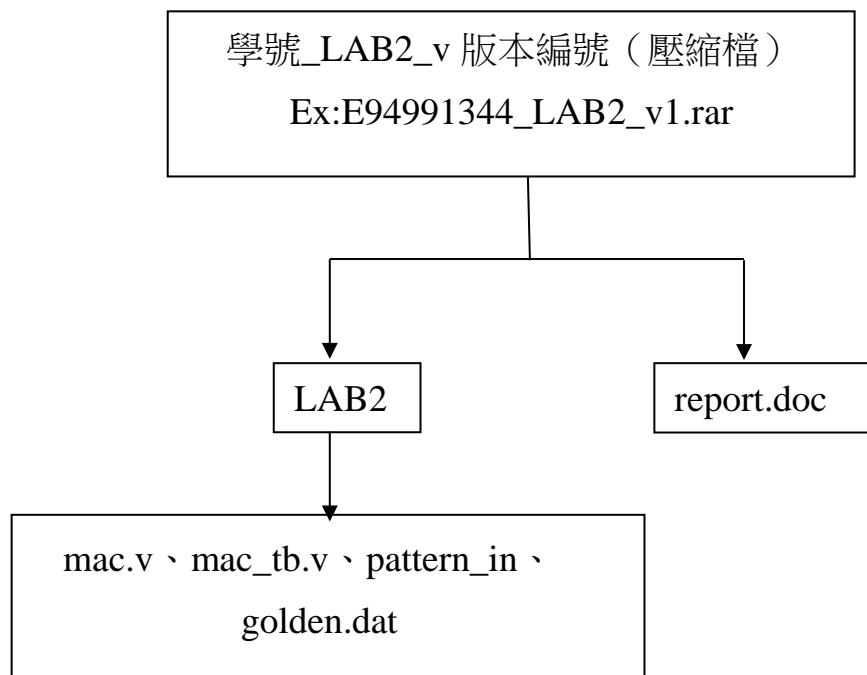 學號_LAB2_v 版本編號（壓縮檔）
Ex:E94991344_LAB2_v1.rar
LAB2
report.doc
mac.v、mac_tb.v、pattern_in、
golden.dat